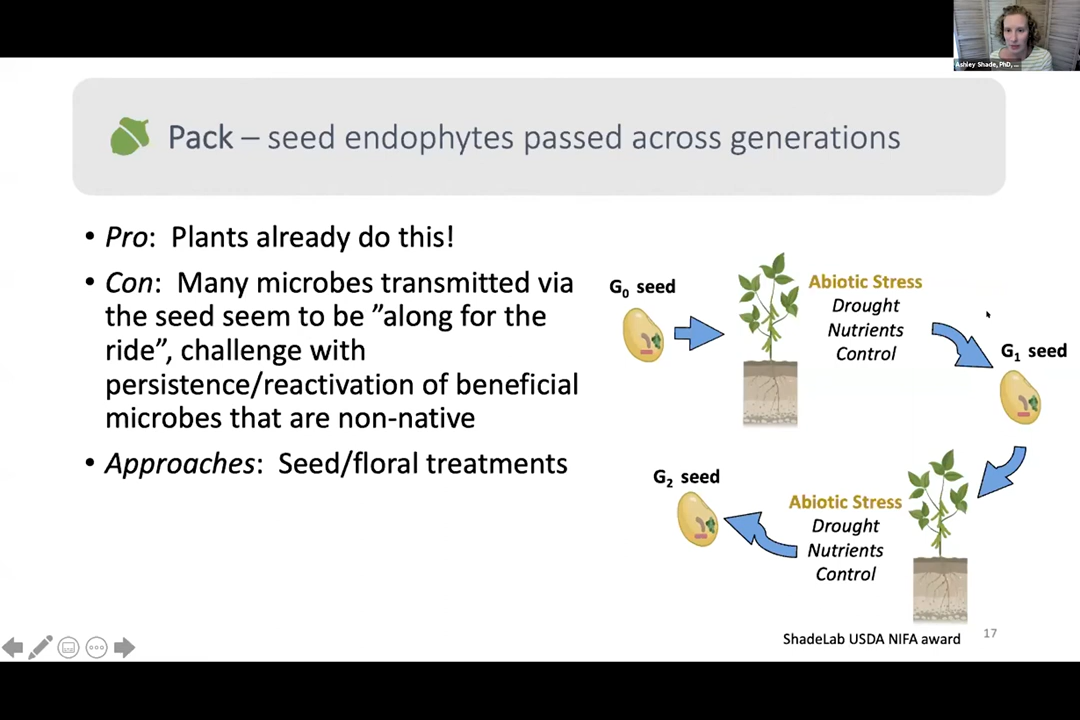 Ashley Shade, PhD, ...
Pack – seed endophytes passed across generations
• Pro: Plants already do this!
• Con: Many microbes transmitted via
the seed seem to be ”along for the
ride”, challenge with
persistence/reactivation of beneficial
microbes that are non-native
• Approaches: Seed/floral treatments
G0 seed
Abiotic Stress
Drought
Nutrients
Control
G1 seed
G2 seed
Abiotic Stress
Drought
Nutrients
Control
ShadeLab USDA NIFA award
17